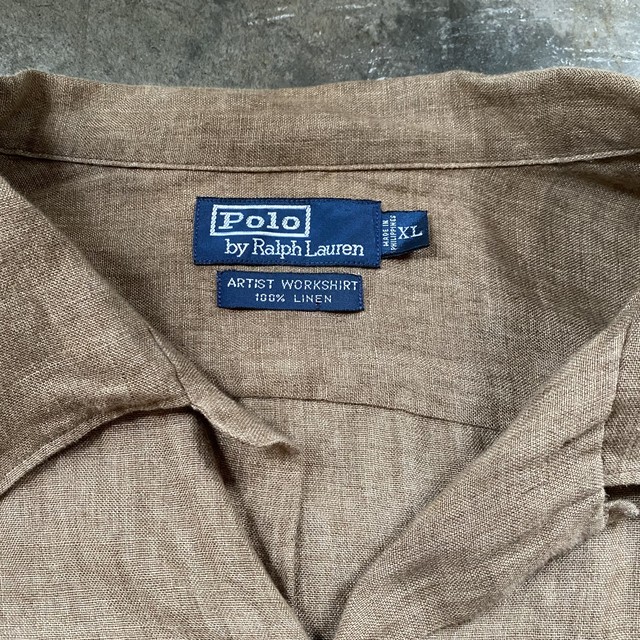 Polo
by Ralph Lauren
MADE IN
PHILIPPINES
XL
ARTIST WORKSHIRT
100% LINEN